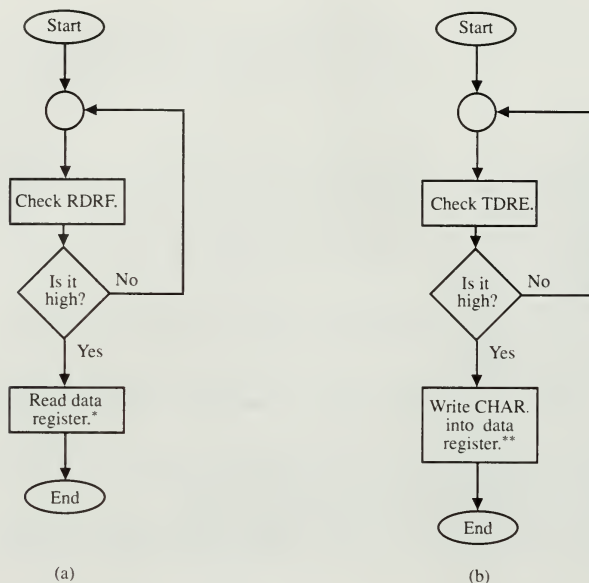 Start
Check RDRF.
Is it
high?
No
Yes
Read data
register.*
End
(a)
Start
Check TDRE.
Is it
high?
No
Yes
Write CHAR.
into data
register.**
End
(b)